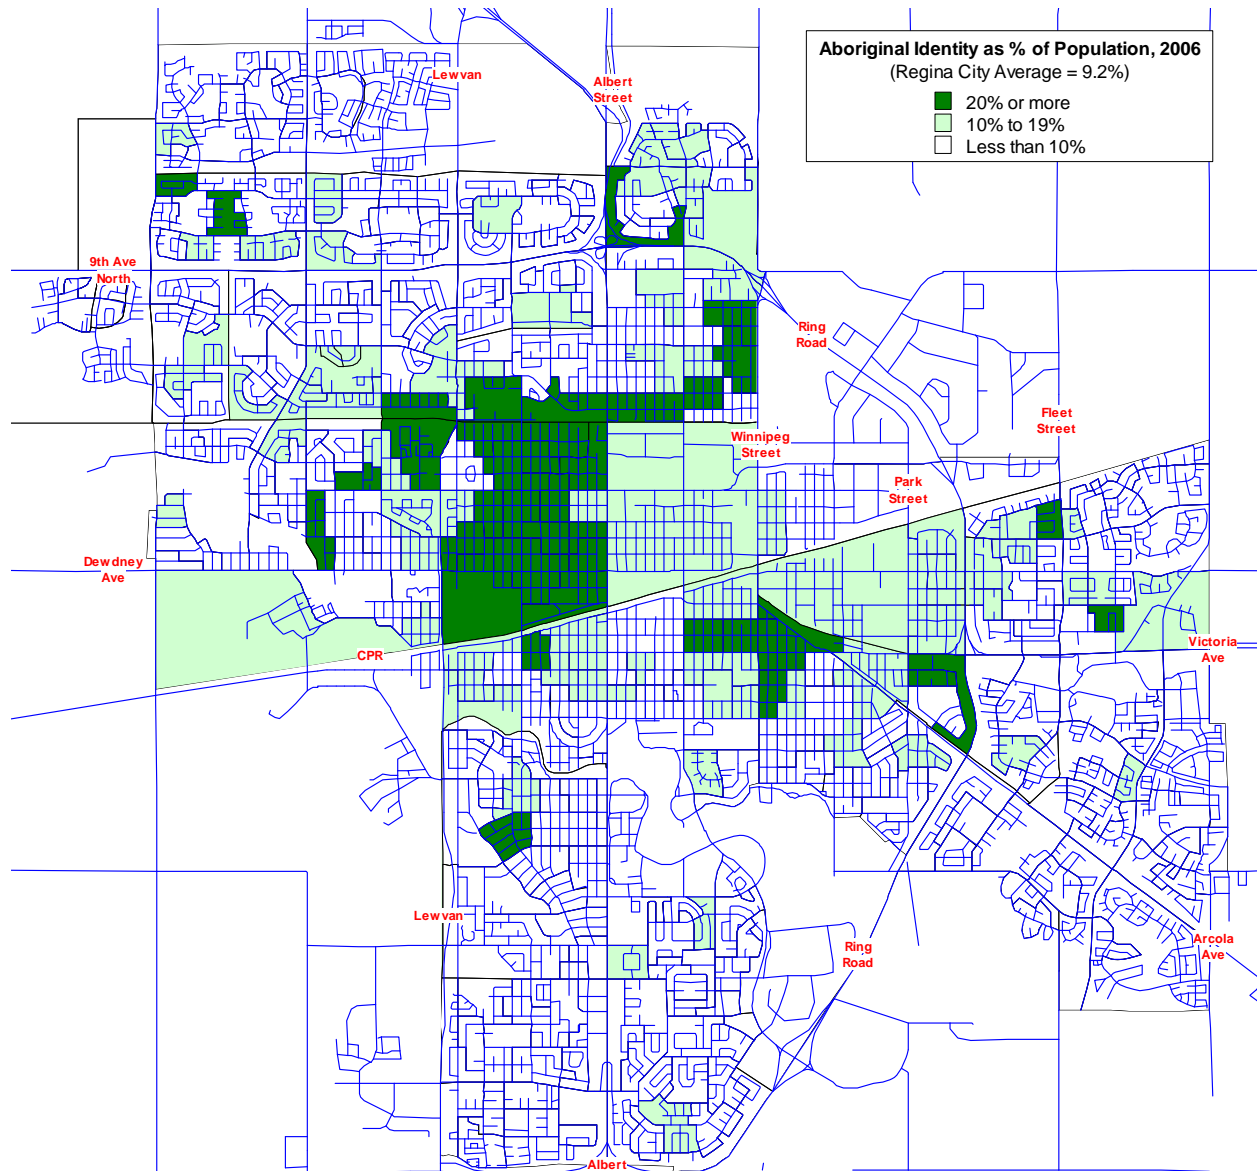 Aboriginal Identity as % of Population, 2006
(Regina City Average = 9.2%)
20% or more
10% to 19%
Less than 10%
Lewvan
Albert
Street
9th Ave
North
Ring
Road
Fleet
Street
Winnipeg
Street
Park
Street
Dewdney
Ave
CPR
Victoria
Ave
Lewvan
Ring
Road
Arcola
Ave
Albert